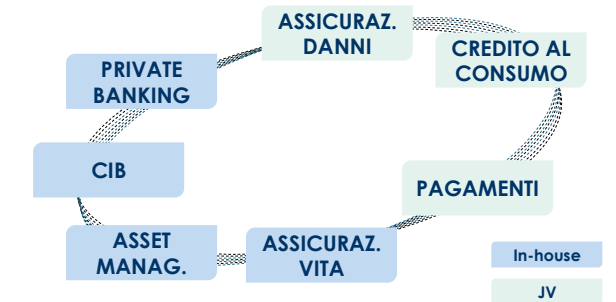 ASSICURAZ.
DANNI
CREDITO AL
CONSUMO
PRIVATE
BANKING
CIB
PAGAMENTI
ASSET
MANAG.
ASSICURAZ.
VITA
In-house
JV